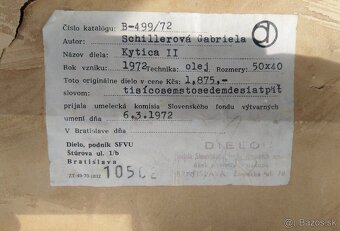 Číslo katalógu: B-499/72
Autor: Schillerová Gabriela
Názov diela: Kytica II
Rok vzniku: 1972 Technika: olej Rozmery: 50x40
Toto originálne dielo v cene Kčs: 1,875,-
slovom: tisícosemstosedemdesiatpäť
prijala umelecká komisia Slovenského fondu výtvarných
umení dňa 6.3.1972
V Bratislave dňa
Dielo, podnik SFVU
Štúrova ul. 1/b
Bratislava
DIELO
bazos.sk